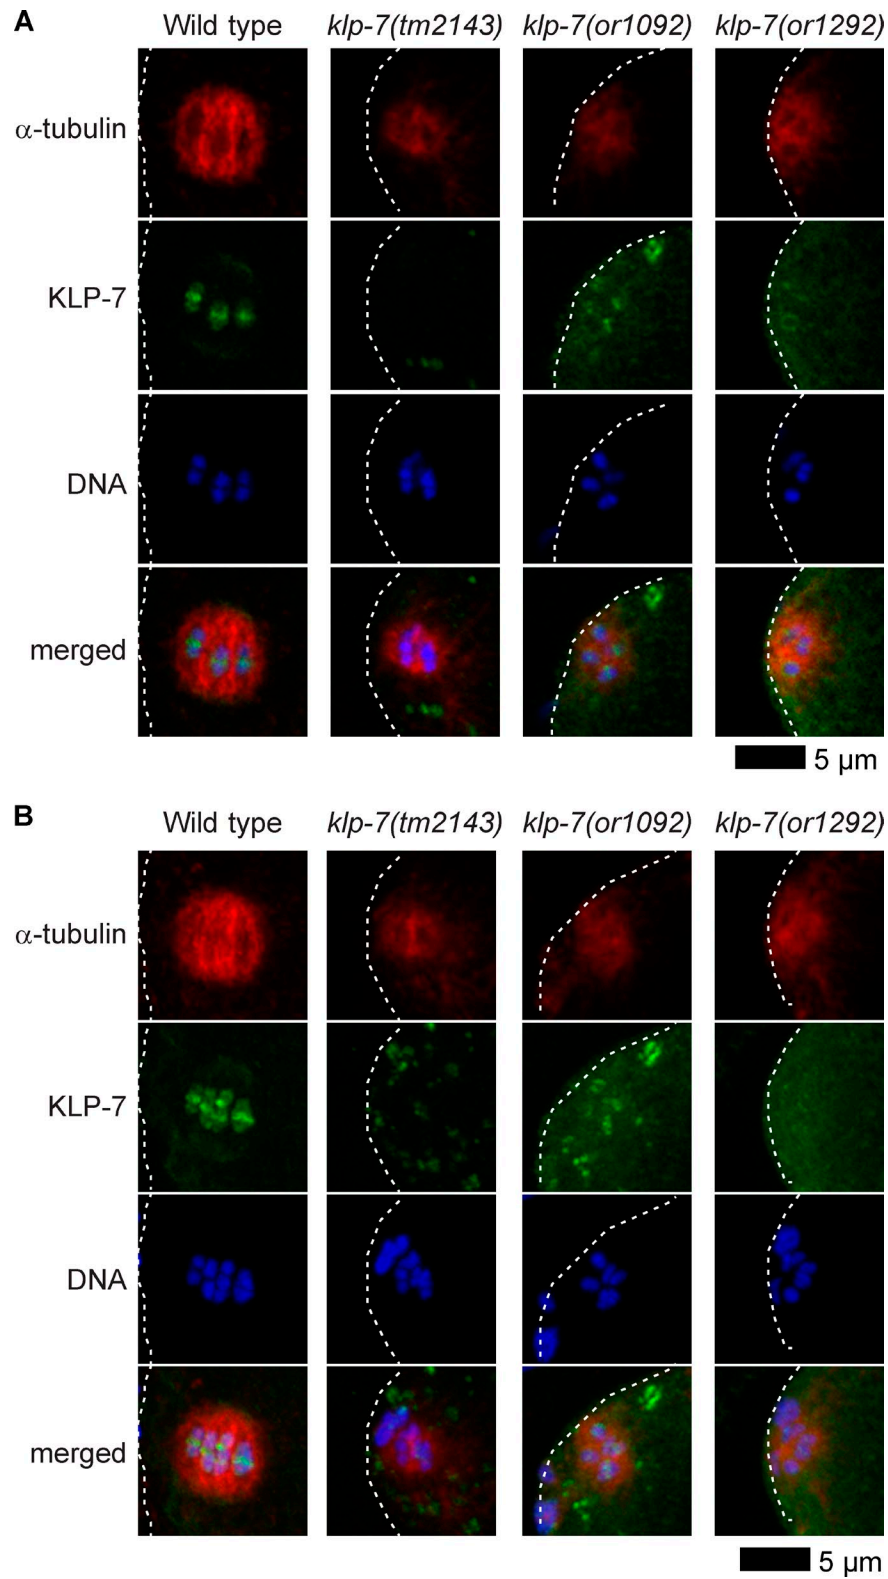 A
Wild type klp-7(tm2143) klp-7(or1092) klp-7(or1292)
α-tubulin
KLP-7
DNA
merged
5 µm
B
Wild type klp-7(tm2143) klp-7(or1092) klp-7(or1292)
α-tubulin
KLP-7
DNA
merged
5 µm